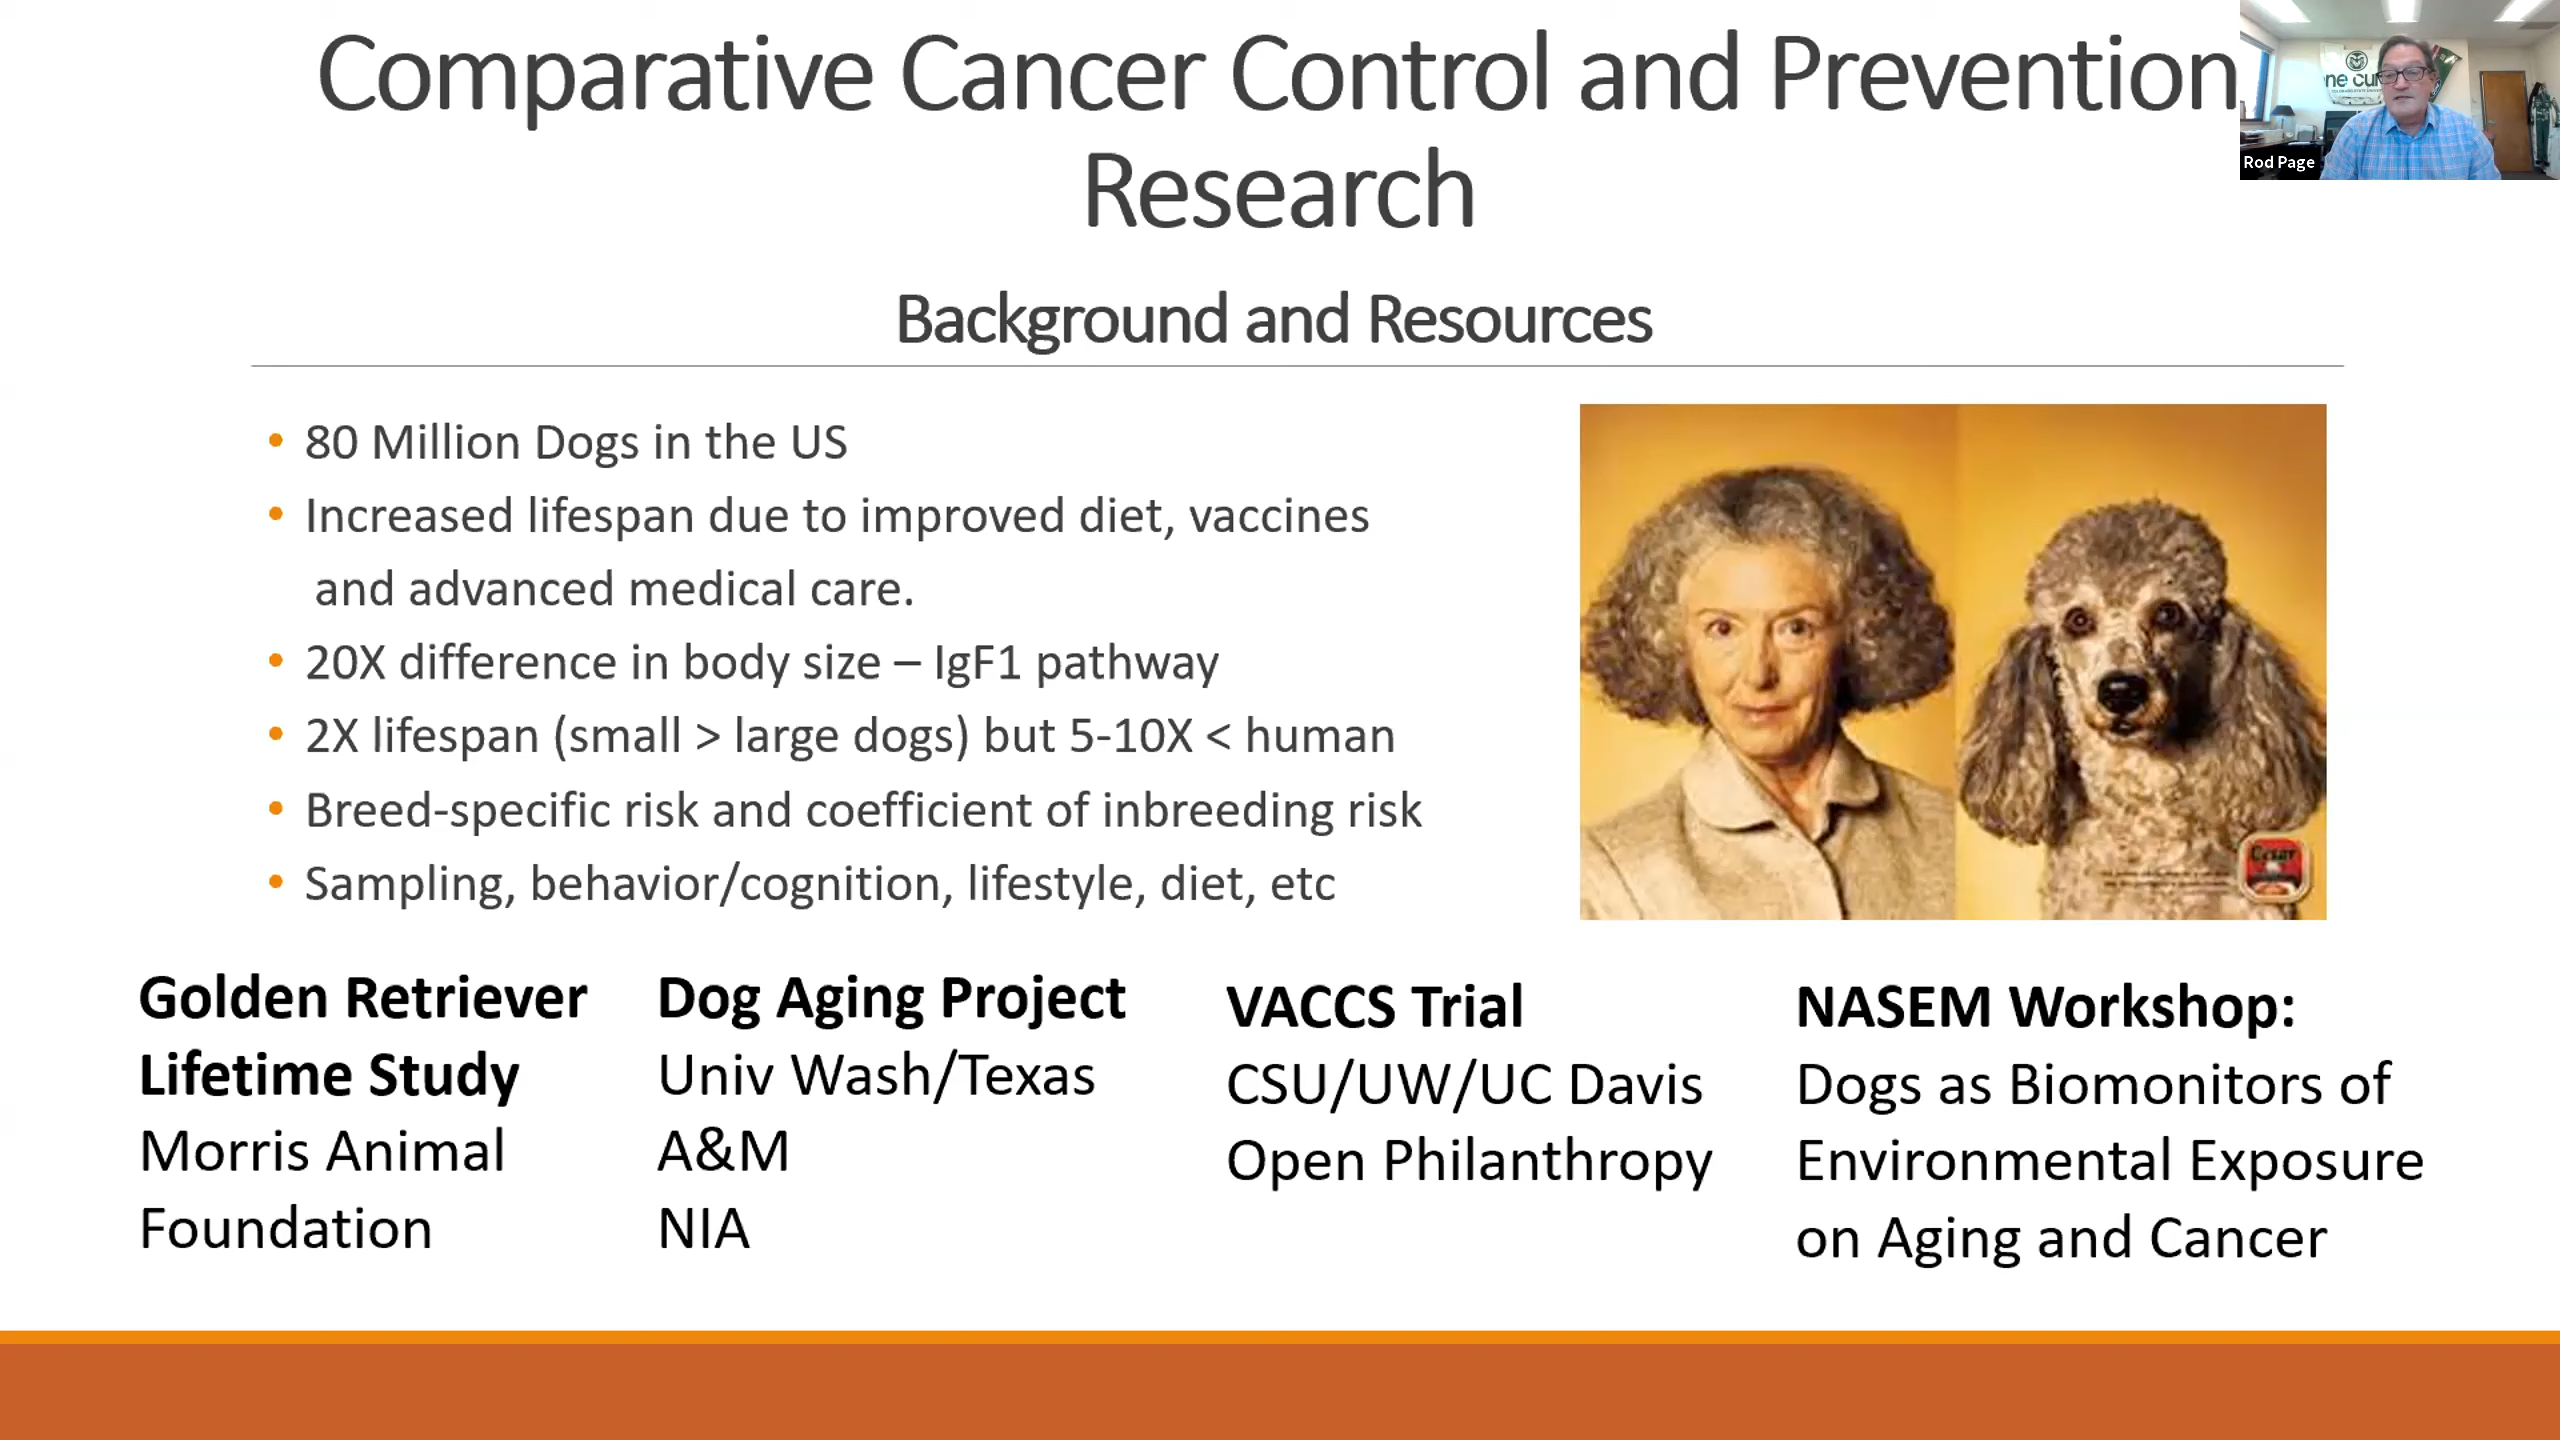 Comparative Cancer Control and Prevention
Research
Background and Resources
• 80 Million Dogs in the US
• Increased lifespan due to improved diet, vaccines
and advanced medical care.
• 20X difference in body size – IgF1 pathway
• 2X lifespan (small > large dogs) but 5-10X < human
• Breed-specific risk and coefficient of inbreeding risk
• Sampling, behavior/cognition, lifestyle, diet, etc
Golden Retriever
Lifetime Study
Morris Animal
Foundation
Dog Aging Project
Univ Wash/Texas
A&M
NIA
VACCS Trial
CSU/UW/UC Davis
Open Philanthropy
NASEM Workshop:
Dogs as Biomonitors of
Environmental Exposure
on Aging and Cancer
Cesar
ne cu
Rod Page